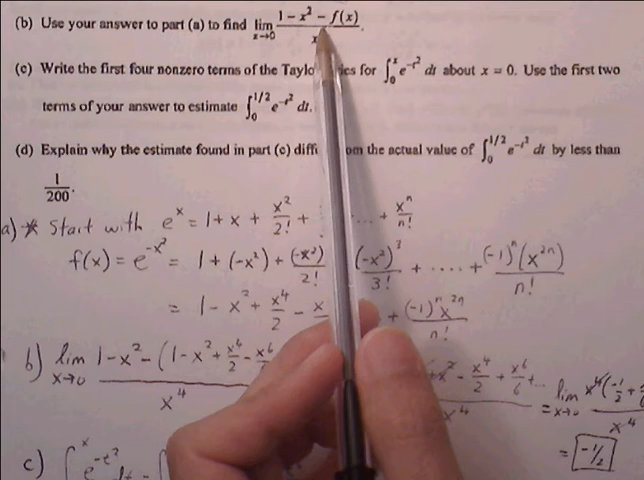 (b) Use your answer to part (a) to find lim x→0 (1 − x² − f(x)) / x
(c) Write the first four nonzero terms of the Taylo for ∫₀ˣ e^(−t²) dt about x = 0. Use the first two
terms of your answer to estimate ∫₀^(1/2) e^(−t²) dt.
(d) Explain why the estimate found in part (c) diff om the actual value of ∫₀^(1/2) e^(−t²) dt by less than
1/200.
a) * Start with eˣ = 1 + x + x²/2! + ... + xⁿ/n!
f(x) = e^(−x²) = 1 + (−x²) + (−x²)/2! (−x²)³/3! + .... + (−1)ⁿ(x²ⁿ)/n!
= 1 − x² + x⁴/2 − x + (−1)ⁿx²ⁿ/n!
b) lim x→0 1 − x² − (1 − x² + x⁴/2 − x⁶/6 / x⁴ + x² − x⁴/2 + x⁶/6 + ... / x⁴ = lim x→0 x⁴(−1/2 + / x⁴
= −1/2
c) ∫ˣ e^(−t²) dt = ∫